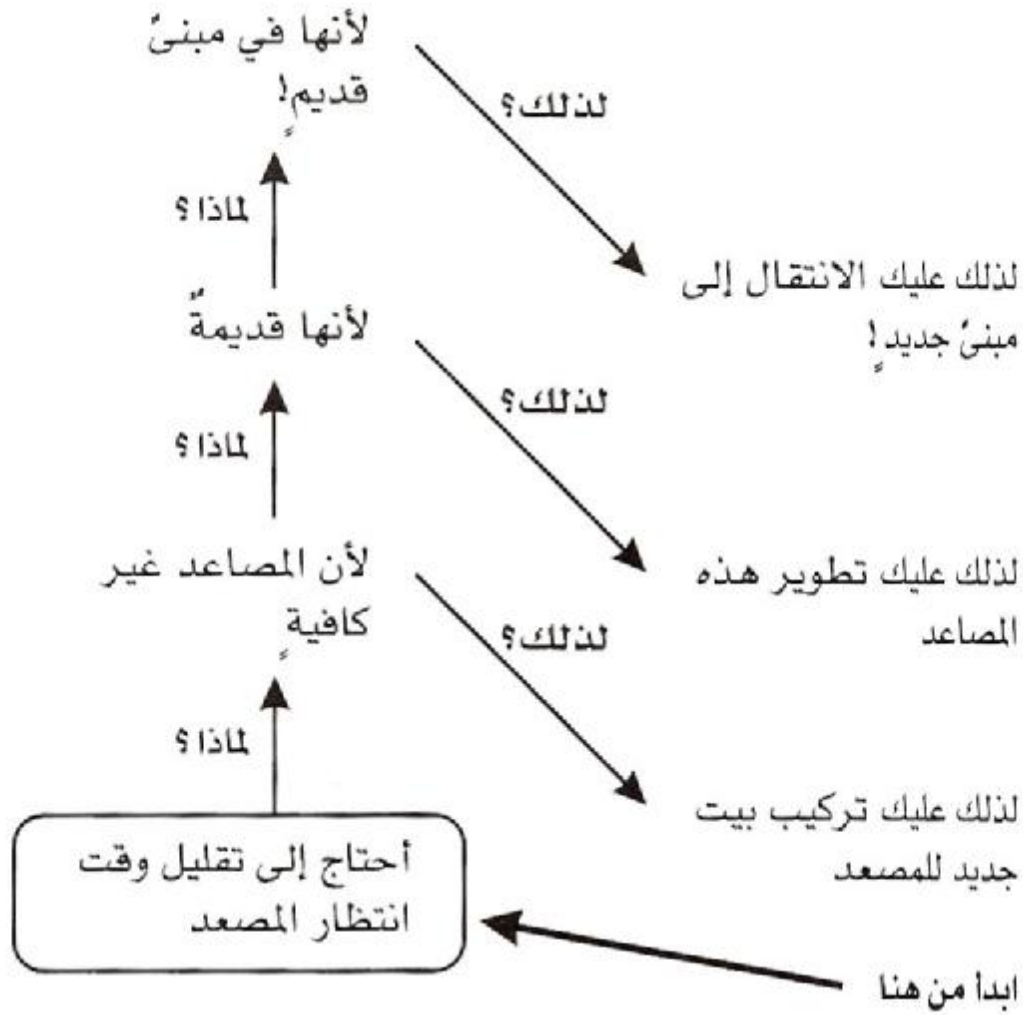 لأنها في مبنىً
قديمٍ!
لذلك؟
لماذا؟
لذلك عليك الانتقال إلى
مبنىً جديدٍ!
لأنها قديمةٌ
لذلك؟
لماذا؟
لأن المصاعد غير
كافيةٍ
لذلك عليك تطوير هذه
المصاعد
لذلك؟
لماذا؟
لذلك عليك تركيب بيت
جديد للمصعد
أحتاج إلى تقليل وقت
انتظار المصعد
ابدأ من هنا